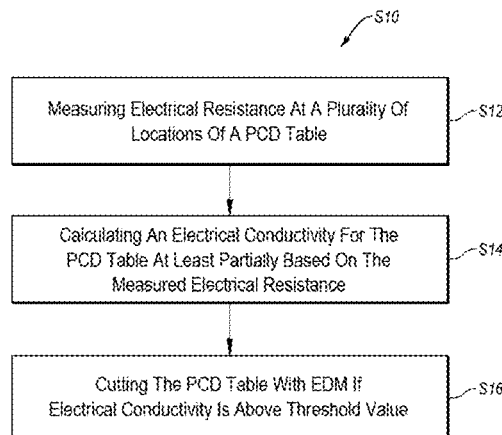 S10
Measuring Electrical Resistance At A Plurality Of
Locations Of A PCD Table
S12
Calculating An Electrical Conductivity For The
PCD Table At Least Partially Based On The
Measured Electrical Resistance
S14
Cutting The PCD Table With EDM If
Electrical Conductivity Is Above Threshold Value
S16